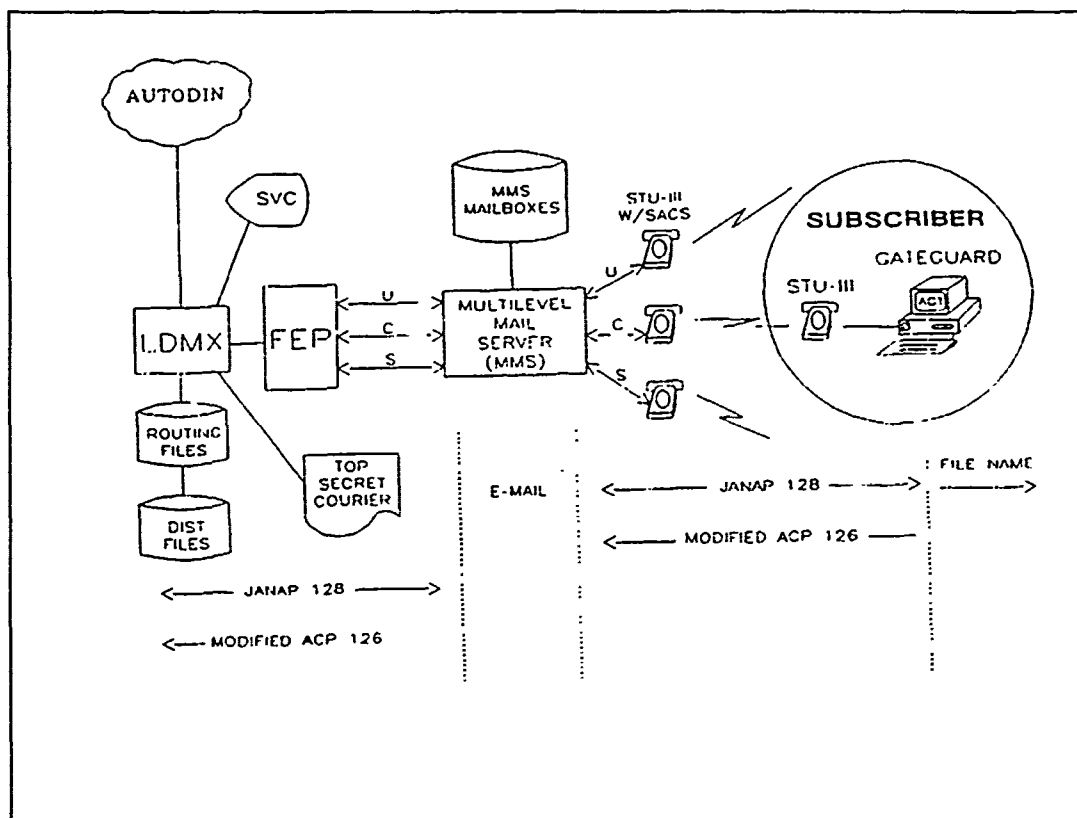 AUTODIN
SVC
MMS
MAILBOXES
STU-III
W/SACS
SUBSCRIBER
GATEGUARD
STU-III
ACT
L.DMX
FEP
U
C
S
MULTILEVEL
MAIL
SERVER
(MMS)
U
C
S
ROUTING
FILES
DIST
FILES
TOP
SECRET
COURIER
E-MAIL
JANAP 128
FILE NAME
MODIFIED ACP 126
JANAP 128
MODIFIED ACP 126